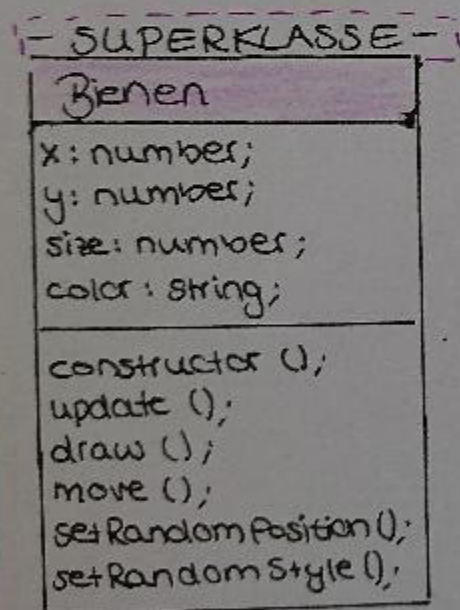 - SUPERKLASSE -
Bienen
x: number;
y: number;
size: number;
color: string;
constructor ();
update ();
draw ();
move ();
setRandomPosition();
setRandomStyle();